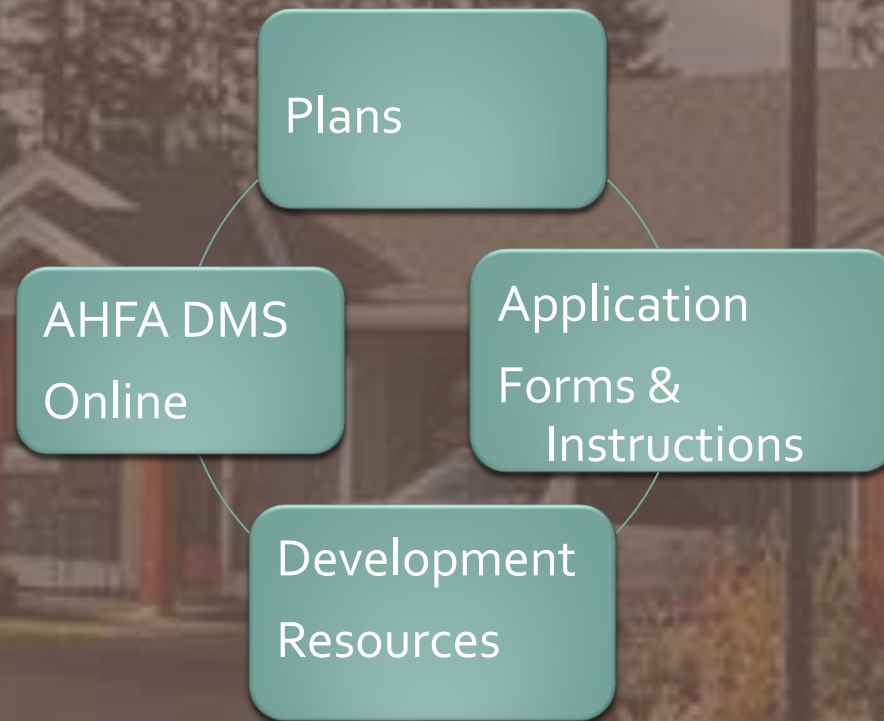 Plans
AHFA DMS
Online
Application
Forms &
Instructions
Development
Resources